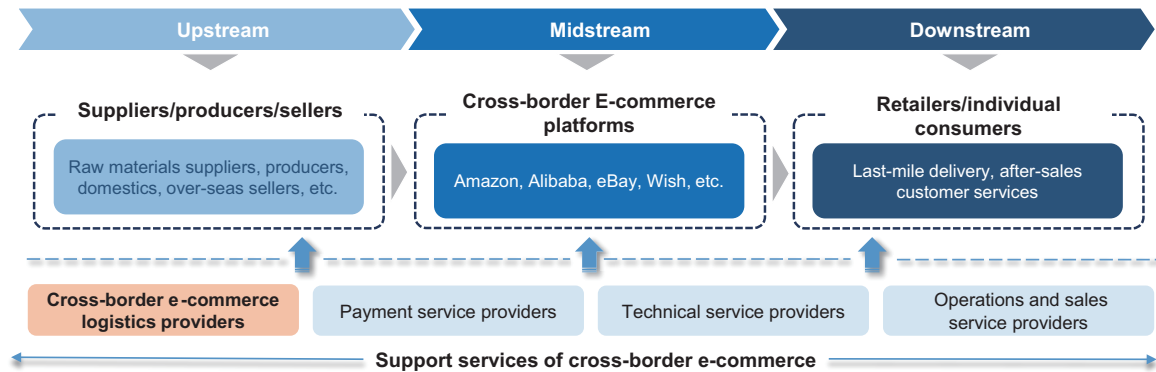 Upstream
Midstream
Downstream
Suppliers/producers/sellers
Raw materials suppliers, producers,
domestics, over-seas sellers, etc.
Cross-border E-commerce
platforms
Amazon, Alibaba, eBay, Wish, etc.
Retailers/individual
consumers
Last-mile delivery, after-sales
customer services
Cross-border e-commerce
logistics providers
Payment service providers
Technical service providers
Operations and sales
service providers
Support services of cross-border e-commerce